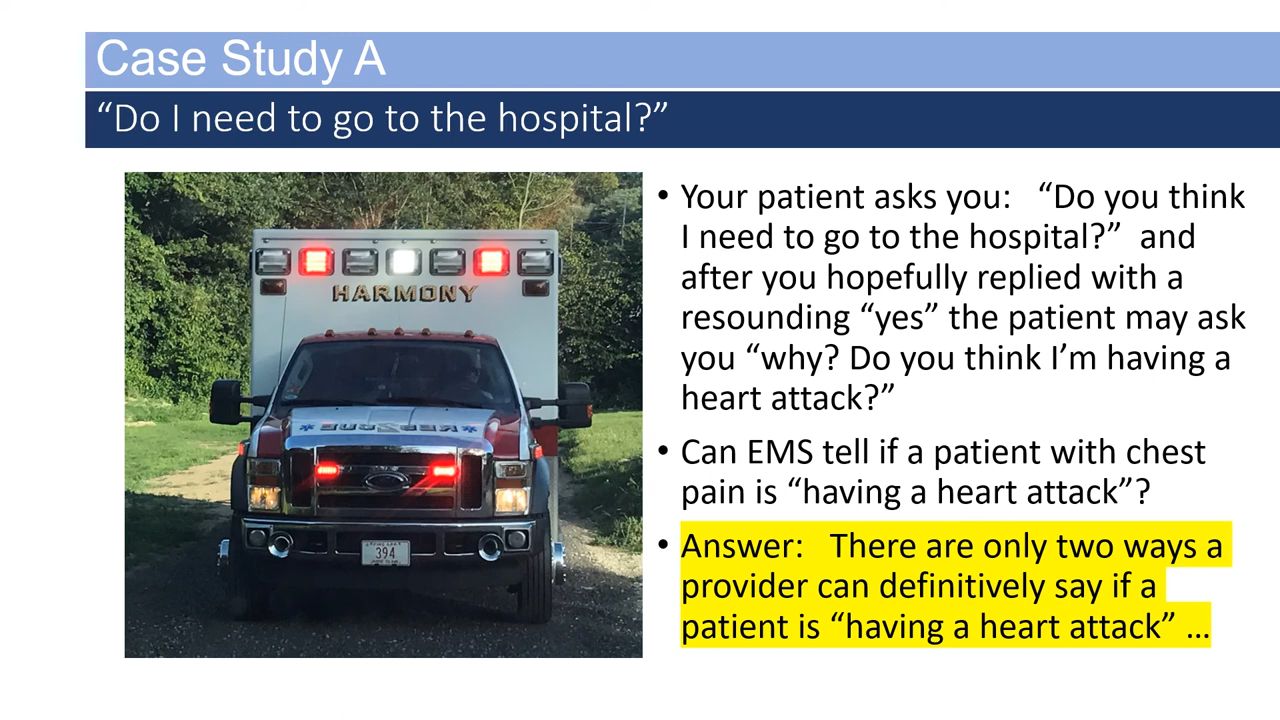 Case Study A
“Do I need to go to the hospital?”
HARMONY
394
• Your patient asks you: “Do you think
I need to go to the hospital?” and
after you hopefully replied with a
resounding “yes” the patient may ask
you “why? Do you think I’m having a
heart attack?”
• Can EMS tell if a patient with chest
pain is “having a heart attack”?
• Answer: There are only two ways a
provider can definitively say if a
patient is “having a heart attack” …